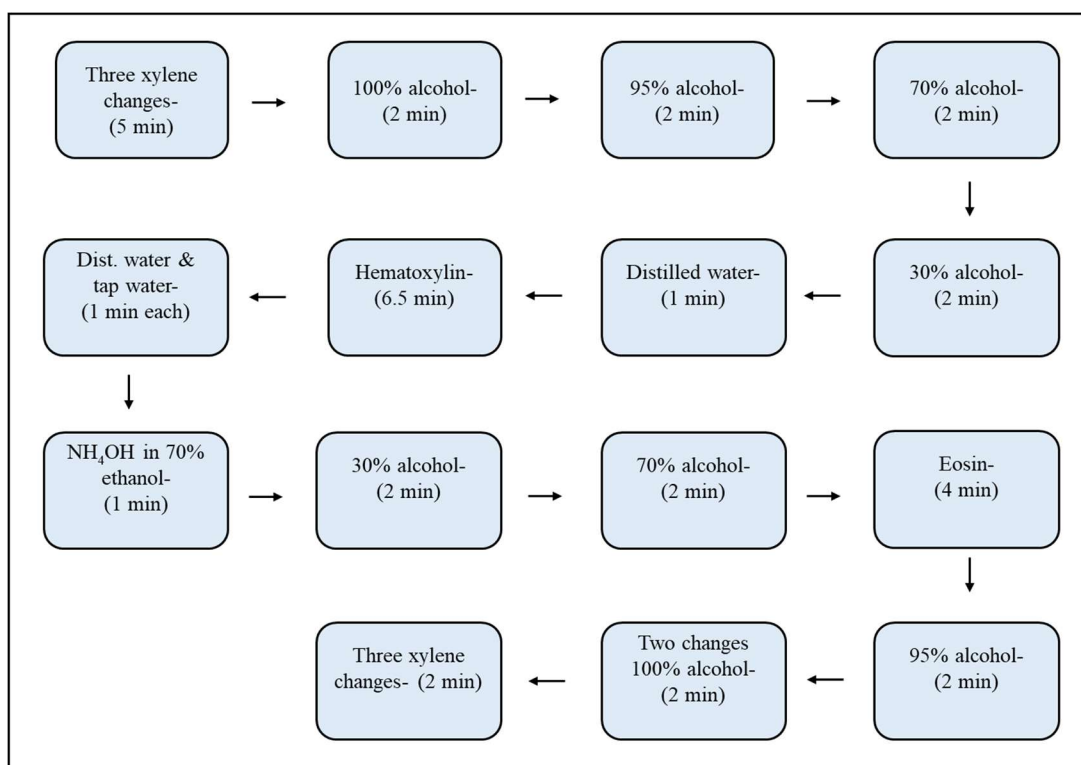 Three xylene
changes-
(5 min)
100% alcohol-
(2 min)
95% alcohol-
(2 min)
70% alcohol-
(2 min)
30% alcohol-
(2 min)
Distilled water-
(1 min)
Hematoxylin-
(6.5 min)
Dist. water &
tap water-
(1 min each)
NH₄OH in 70%
ethanol-
(1 min)
30% alcohol-
(2 min)
70% alcohol-
(2 min)
Eosin-
(4 min)
95% alcohol-
(2 min)
Two changes
100% alcohol-
(2 min)
Three xylene
changes- (2 min)